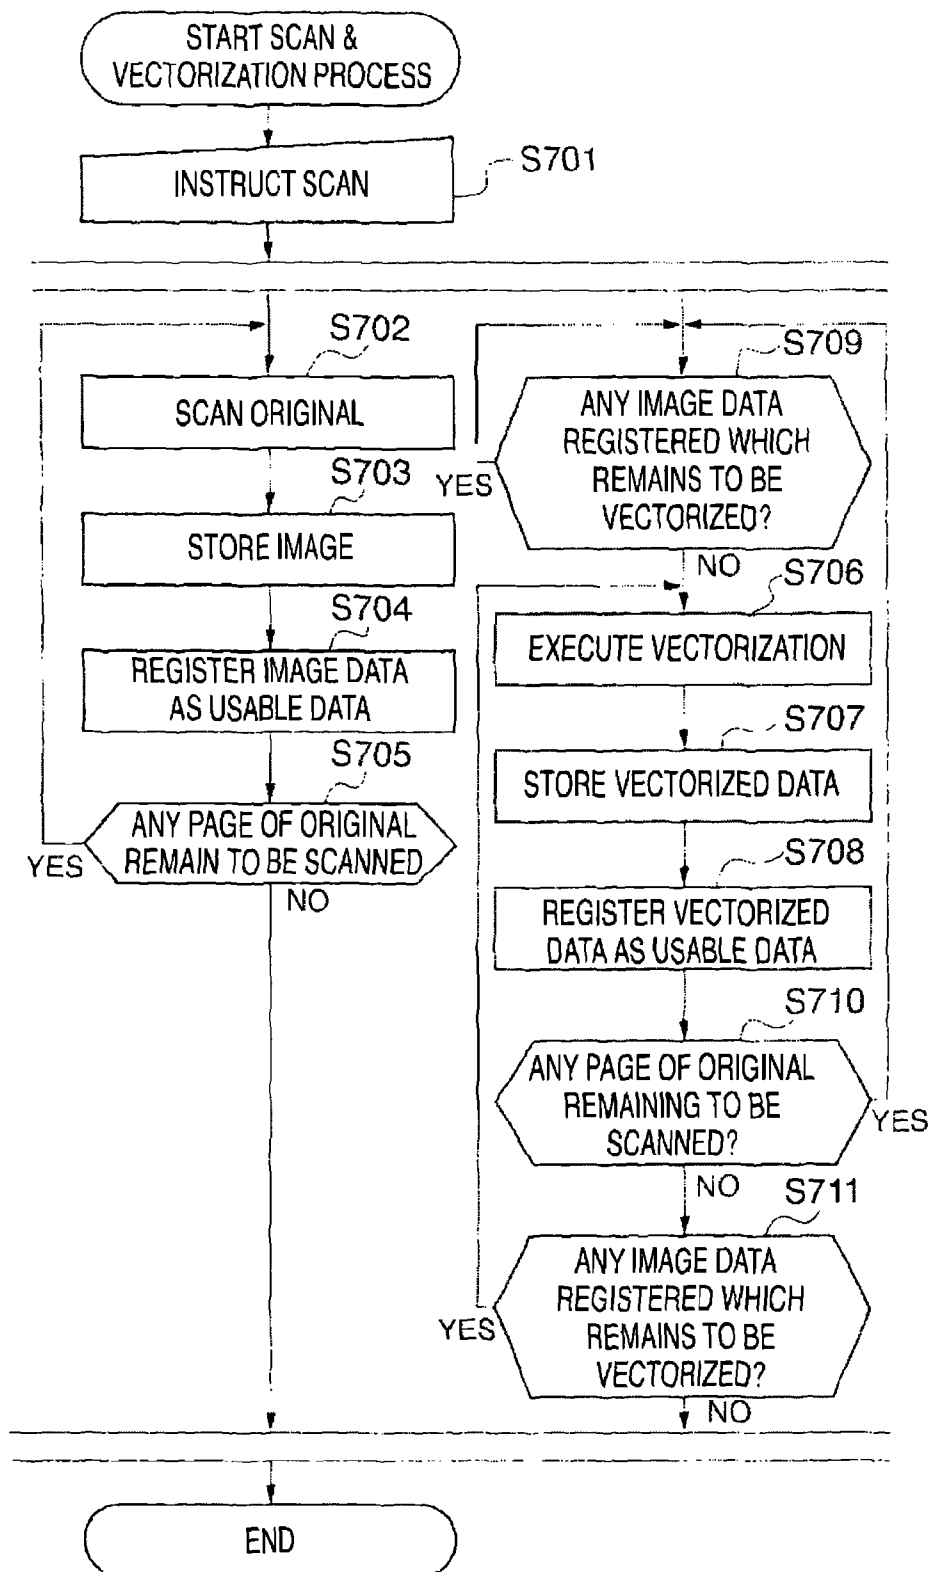 START SCAN &
VECTORIZATION PROCESS
S701
INSTRUCT SCAN
S702
SCAN ORIGINAL
S703
STORE IMAGE
S704
REGISTER IMAGE DATA
AS USABLE DATA
S705
ANY PAGE OF ORIGINAL
REMAIN TO BE SCANNED
YES
NO
S709
ANY IMAGE DATA
REGISTERED WHICH
REMAINS TO BE
VECTORIZED?
YES
NO
S706
EXECUTE VECTORIZATION
S707
STORE VECTORIZED DATA
S708
REGISTER VECTORIZED
DATA AS USABLE DATA
S710
ANY PAGE OF ORIGINAL
REMAINING TO BE
SCANNED?
YES
NO
S711
ANY IMAGE DATA
REGISTERED WHICH
REMAINS TO BE
VECTORIZED?
YES
NO
END